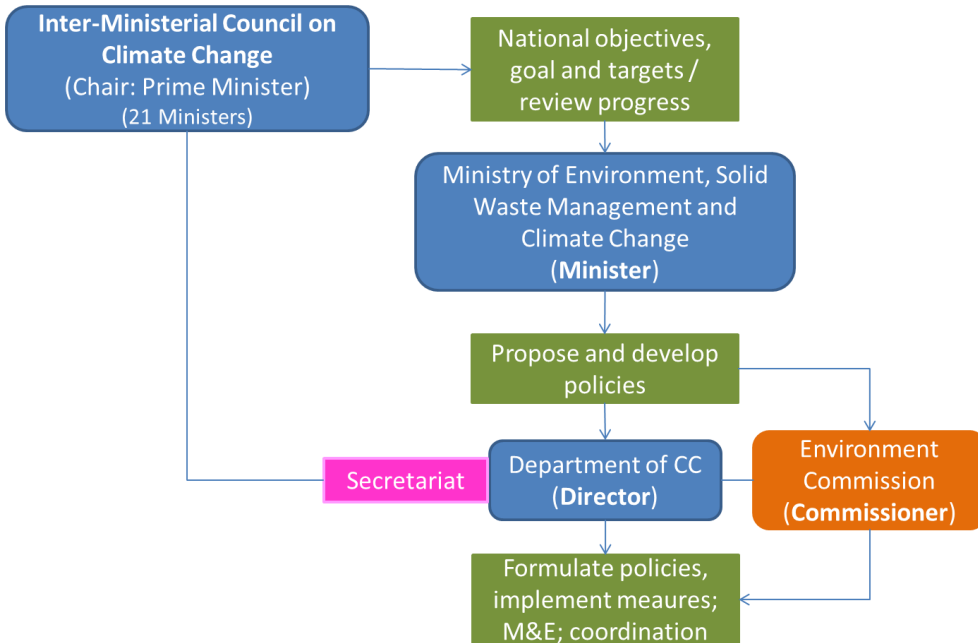 Inter-Ministerial Council on
Climate Change
(Chair: Prime Minister)
(21 Ministers)
National objectives,
goal and targets /
review progress
Ministry of Environment, Solid
Waste Management and
Climate Change
(Minister)
Propose and develop
policies
Secretariat
Department of CC
(Director)
Environment
Commission
(Commissioner)
Formulate policies,
implement meaures;
M&E; coordination